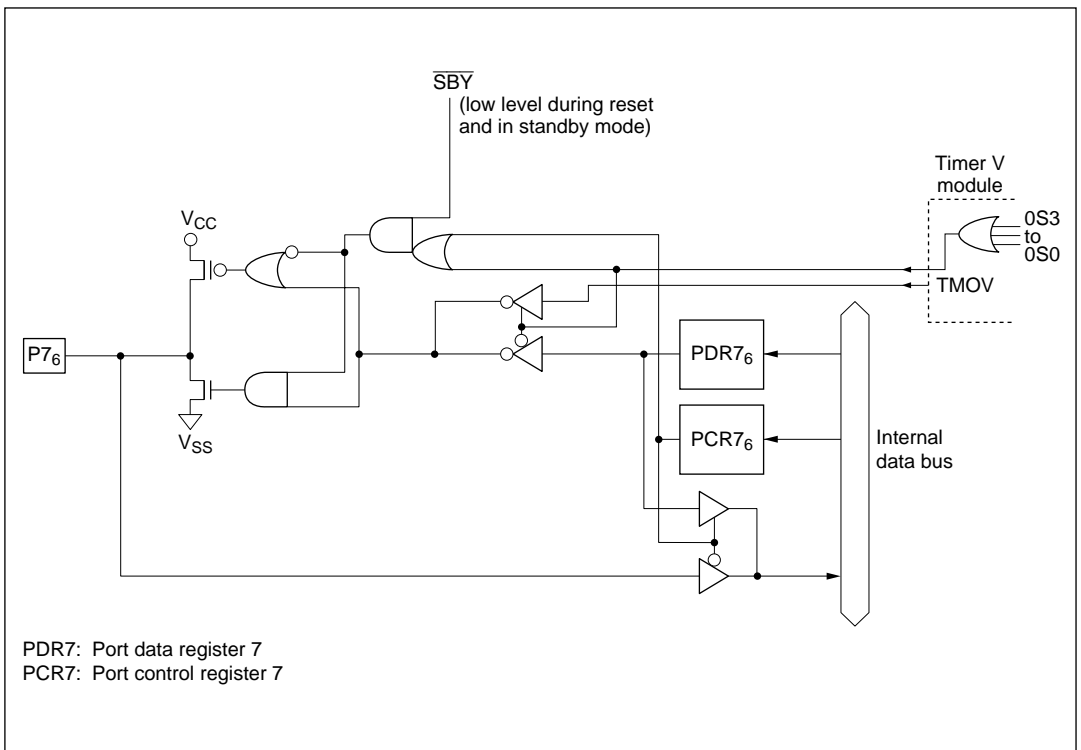 SBY
(low level during reset
and in standby mode)
Timer V
module
0S3
to
0S0
TMOV
VCC
P76
VSS
PDR76
PCR76
Internal
data bus
PDR7: Port data register 7
PCR7: Port control register 7